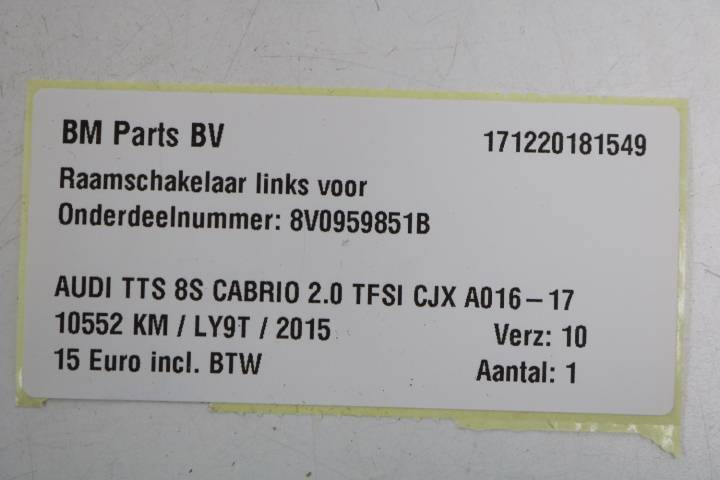 BM Parts BV 171220181549
Raamschakelaar links voor
Onderdeelnummer: 8V0959851B
AUDI TTS 8S CABRIO 2.0 TFSI CJX A016-17
10552 KM / LY9T / 2015 Verz: 10
15 Euro incl. BTW Aantal: 1